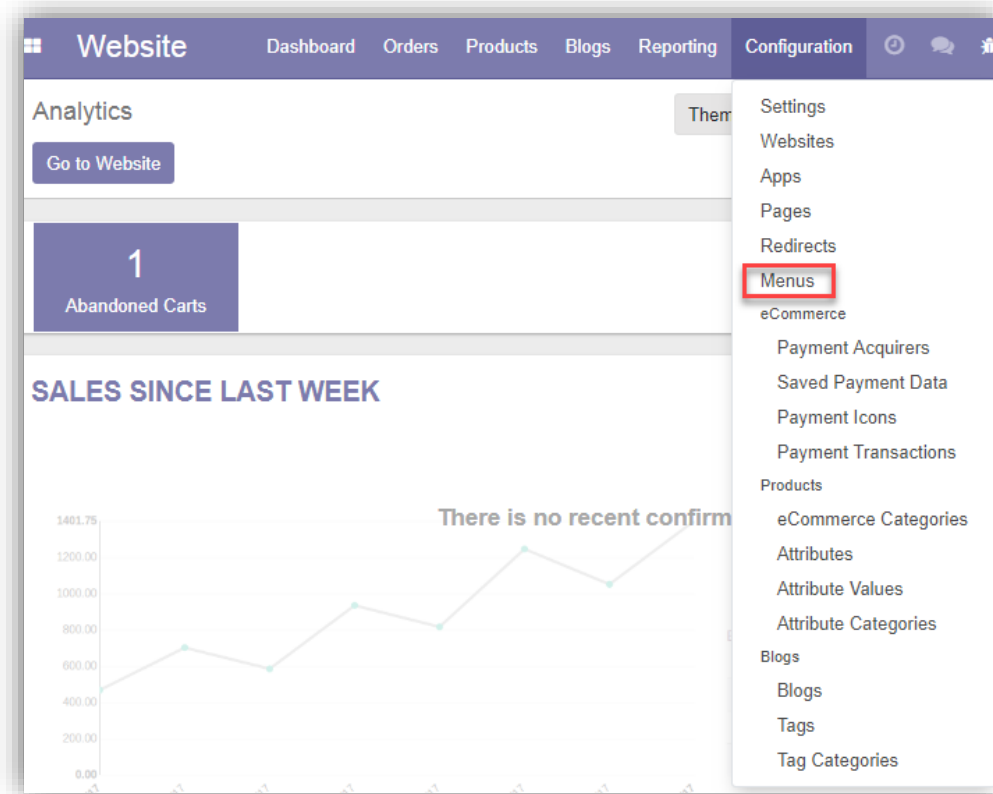 Website Dashboard Orders Products Blogs Reporting Configuration
Analytics
Go to Website
1
Abandoned Carts
SALES SINCE LAST WEEK
There is no recent confirm
1401.75
1200.00
1000.00
800.00
600.00
400.00
200.00
0.00
Settings
Websites
Apps
Pages
Redirects
Menus
eCommerce
Payment Acquirers
Saved Payment Data
Payment Icons
Payment Transactions
Products
eCommerce Categories
Attributes
Attribute Values
Attribute Categories
Blogs
Blogs
Tags
Tag Categories